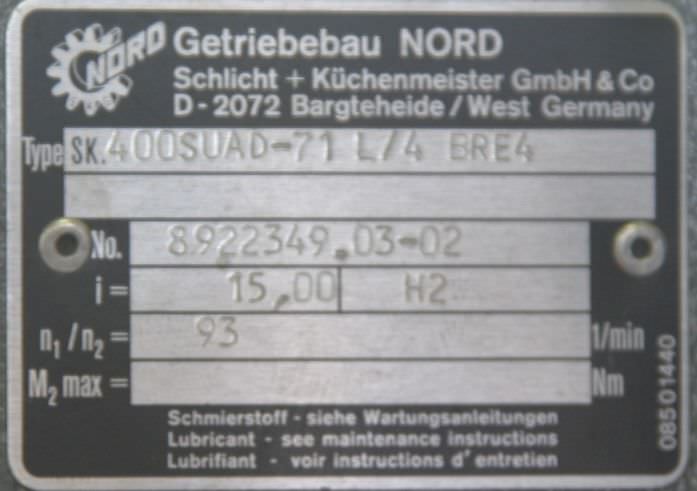 NORD
Getriebebau NORD
Schlicht + Küchenmeister GmbH & Co
D-2072 Bargteheide / West Germany
Type SK. 400SUAD-71 L/4 BRE4
No. 8922349.03-02
i = 15,00 H2
n₁/n₂ = 93 1/min
M₂ max = Nm
08501440
Schmierstoff - siehe Wartungsanleitungen
Lubricant - see maintenance instructions
Lubrifiant - voir instructions d'entretien